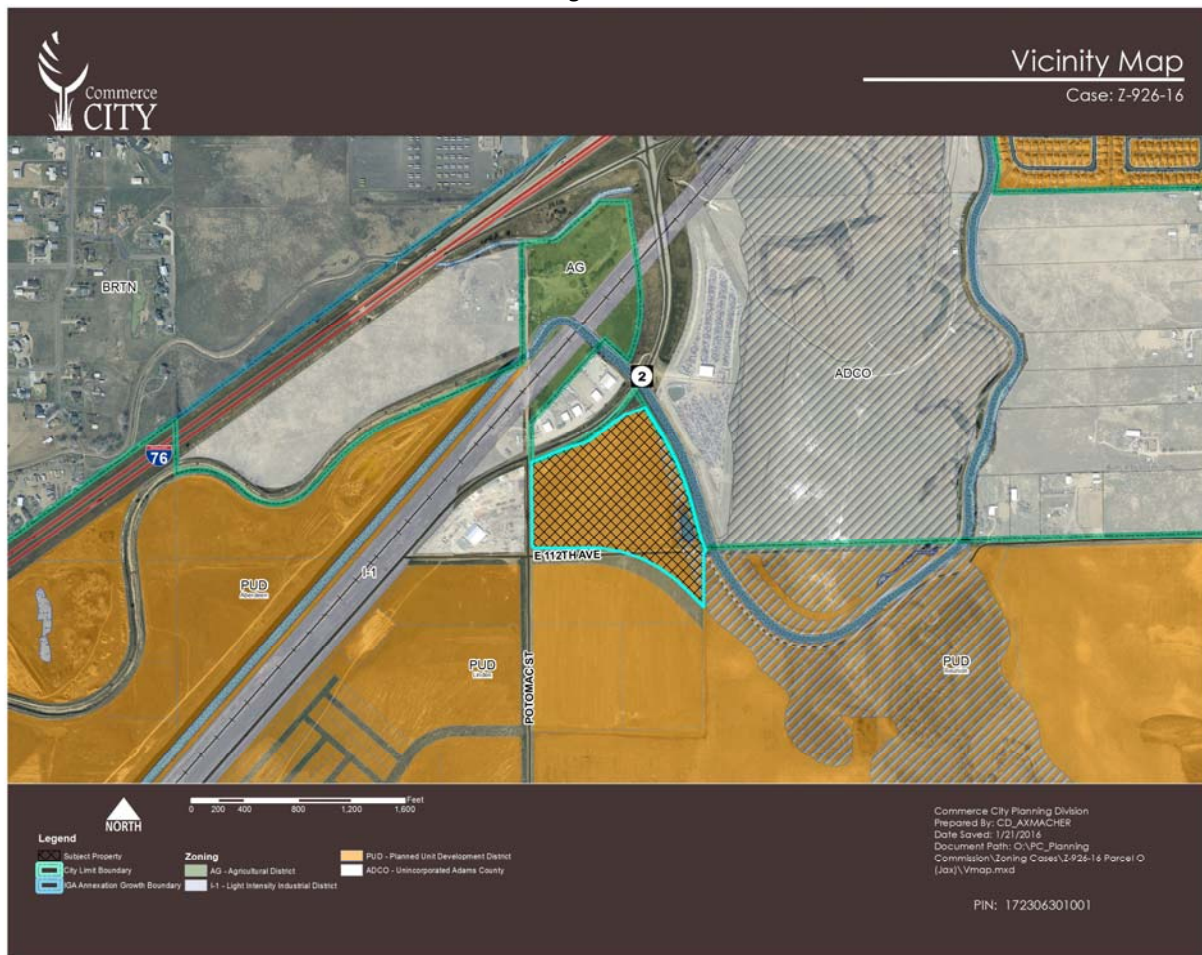 Commerce
CITY
Vicinity Map
Case: Z-926-16
BRTN
AG
2
ADCO
76
E 112TH AVE
I-1
PUD
PUD
PUD
POTOMAC ST
NORTH
Feet
0 200 400 800 1,200 1,600
Legend
Subject Property
City Limit Boundary
IGA Annexation Growth Boundary
Zoning
AG - Agricultural District
I-1 - Light Intensity Industrial District
PUD - Planned Unit Development District
ADCO - Unincorporated Adams County
Commerce City Planning Division
Prepared By: CD_AXMACHER
Date Saved: 1/21/2016
Document Path: O:\PC_Planning
Commission\Zoning Cases\Z-926-16 Parcel O
(Jax)\Vmap.mxd
PIN: 172306301001